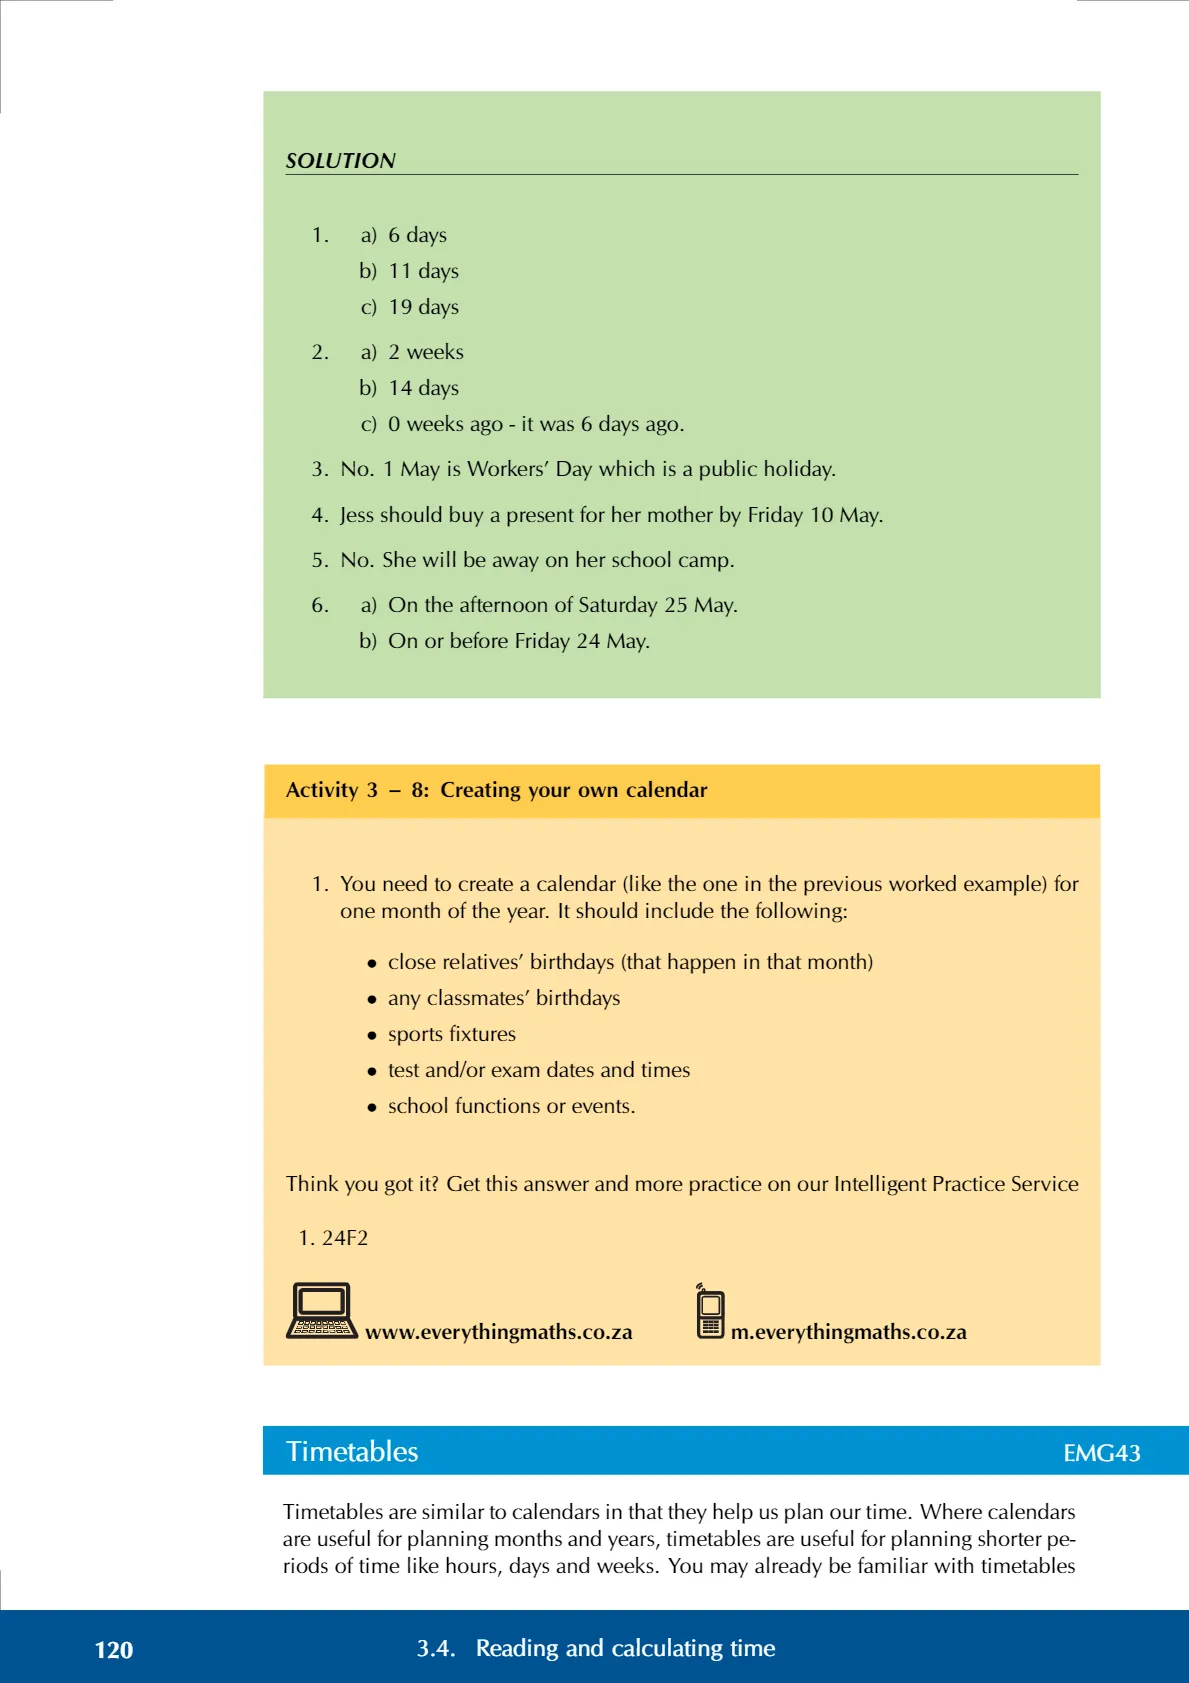 SOLUTION
1. a) 6 days
b) 11 days
c) 19 days
2. a) 2 weeks
b) 14 days
c) 0 weeks ago - it was 6 days ago.
3. No. 1 May is Workers’ Day which is a public holiday.
4. Jess should buy a present for her mother by Friday 10 May.
5. No. She will be away on her school camp.
6. a) On the afternoon of Saturday 25 May.
b) On or before Friday 24 May.
Activity 3 – 8: Creating your own calendar
1. You need to create a calendar (like the one in the previous worked example) for
one month of the year. It should include the following:
• close relatives’ birthdays (that happen in that month)
• any classmates’ birthdays
• sports fixtures
• test and/or exam dates and times
• school functions or events.
Think you got it? Get this answer and more practice on our Intelligent Practice Service
1. 24F2
www.everythingmaths.co.za m.everythingmaths.co.za
Timetables EMG43
Timetables are similar to calendars in that they help us plan our time. Where calendars
are useful for planning months and years, timetables are useful for planning shorter pe-
riods of time like hours, days and weeks. You may already be familiar with timetables
120 3.4. Reading and calculating time